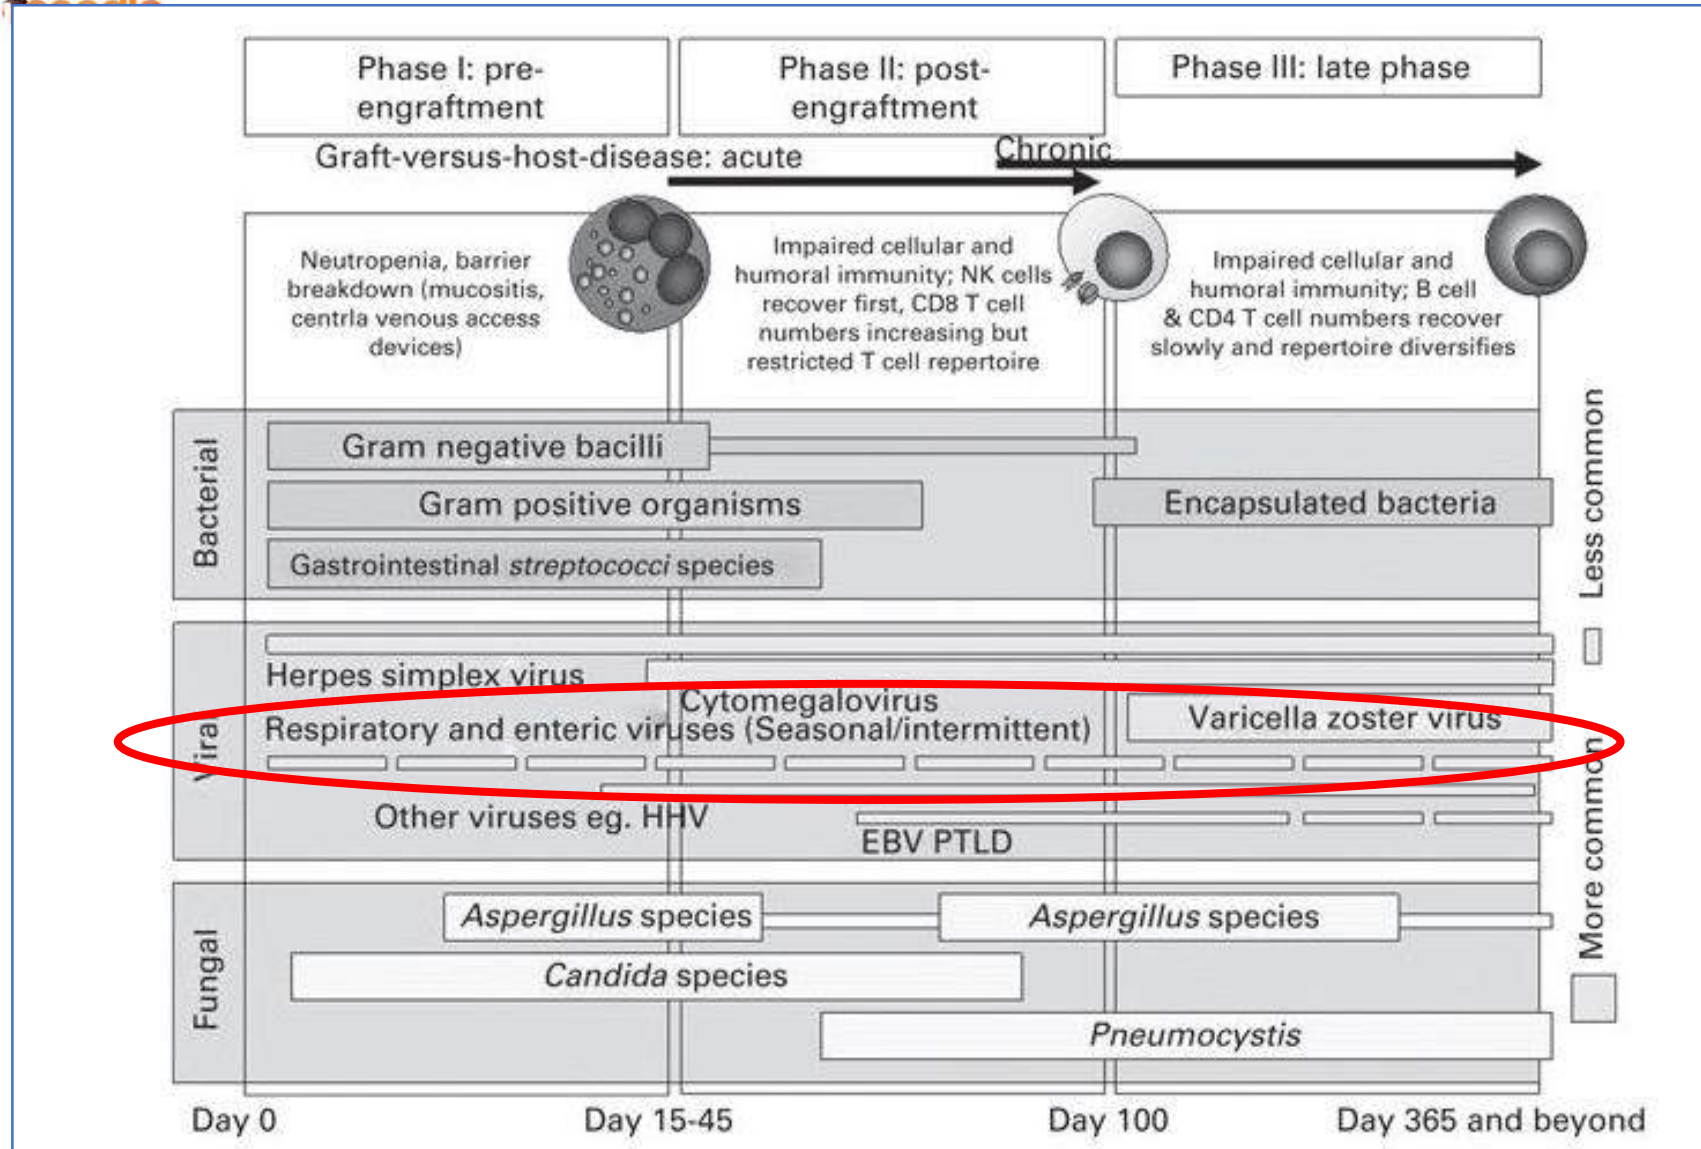 Phase I: pre-
engraftment
Phase II: post-
engraftment
Phase III: late phase
Graft-versus-host-disease: acute
Chronic
Neutropenia, barrier
breakdown (mucositis,
centrla venous access
devices)
Impaired cellular and
humoral immunity; NK cells
recover first, CD8 T cell
numbers increasing but
restricted T cell repertoire
Impaired cellular and
humoral immunity; B cell
& CD4 T cell numbers recover
slowly and repertoire diversifies
Bacterial
Gram negative bacilli
Gram positive organisms
Encapsulated bacteria
Gastrointestinal streptococci species
Viral
Herpes simplex virus
Cytomegalovirus
Respiratory and enteric viruses (Seasonal/intermittent)
Varicella zoster virus
Other viruses eg. HHV
EBV PTLD
Fungal
Aspergillus species
Aspergillus species
Candida species
Pneumocystis
Less common
More common
Day 0
Day 15-45
Day 100
Day 365 and beyond